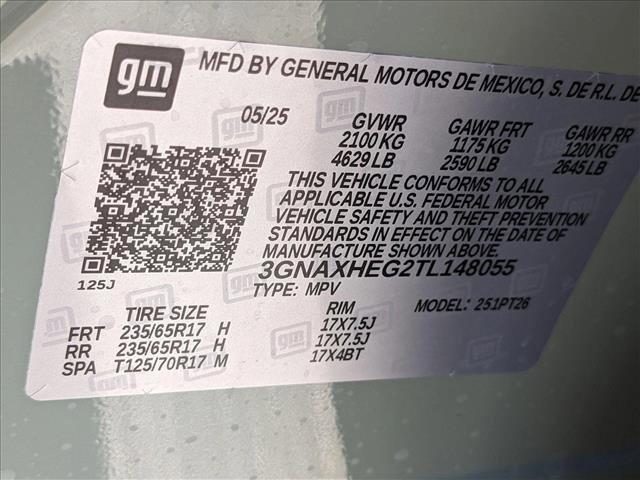 gm
MFD BY GENERAL MOTORS DE MEXICO, S. DE R.L. DE
05/25
GVWR GAWR FRT GAWR RR
2100 KG 1175 KG 1200 KG
4629 LB 2590 LB 2645 LB
THIS VEHICLE CONFORMS TO ALL
APPLICABLE U.S. FEDERAL MOTOR
VEHICLE SAFETY AND THEFT PREVENTION
STANDARDS IN EFFECT ON THE DATE OF
MANUFACTURE SHOWN ABOVE.
3GNAXHEG2TL148055
125J
TYPE: MPV MODEL: 251PT26
TIRE SIZE RIM
FRT 235/65R17 H 17X7.5J
RR 235/65R17 H 17X7.5J
SPA T125/70R17 M 17X4BT